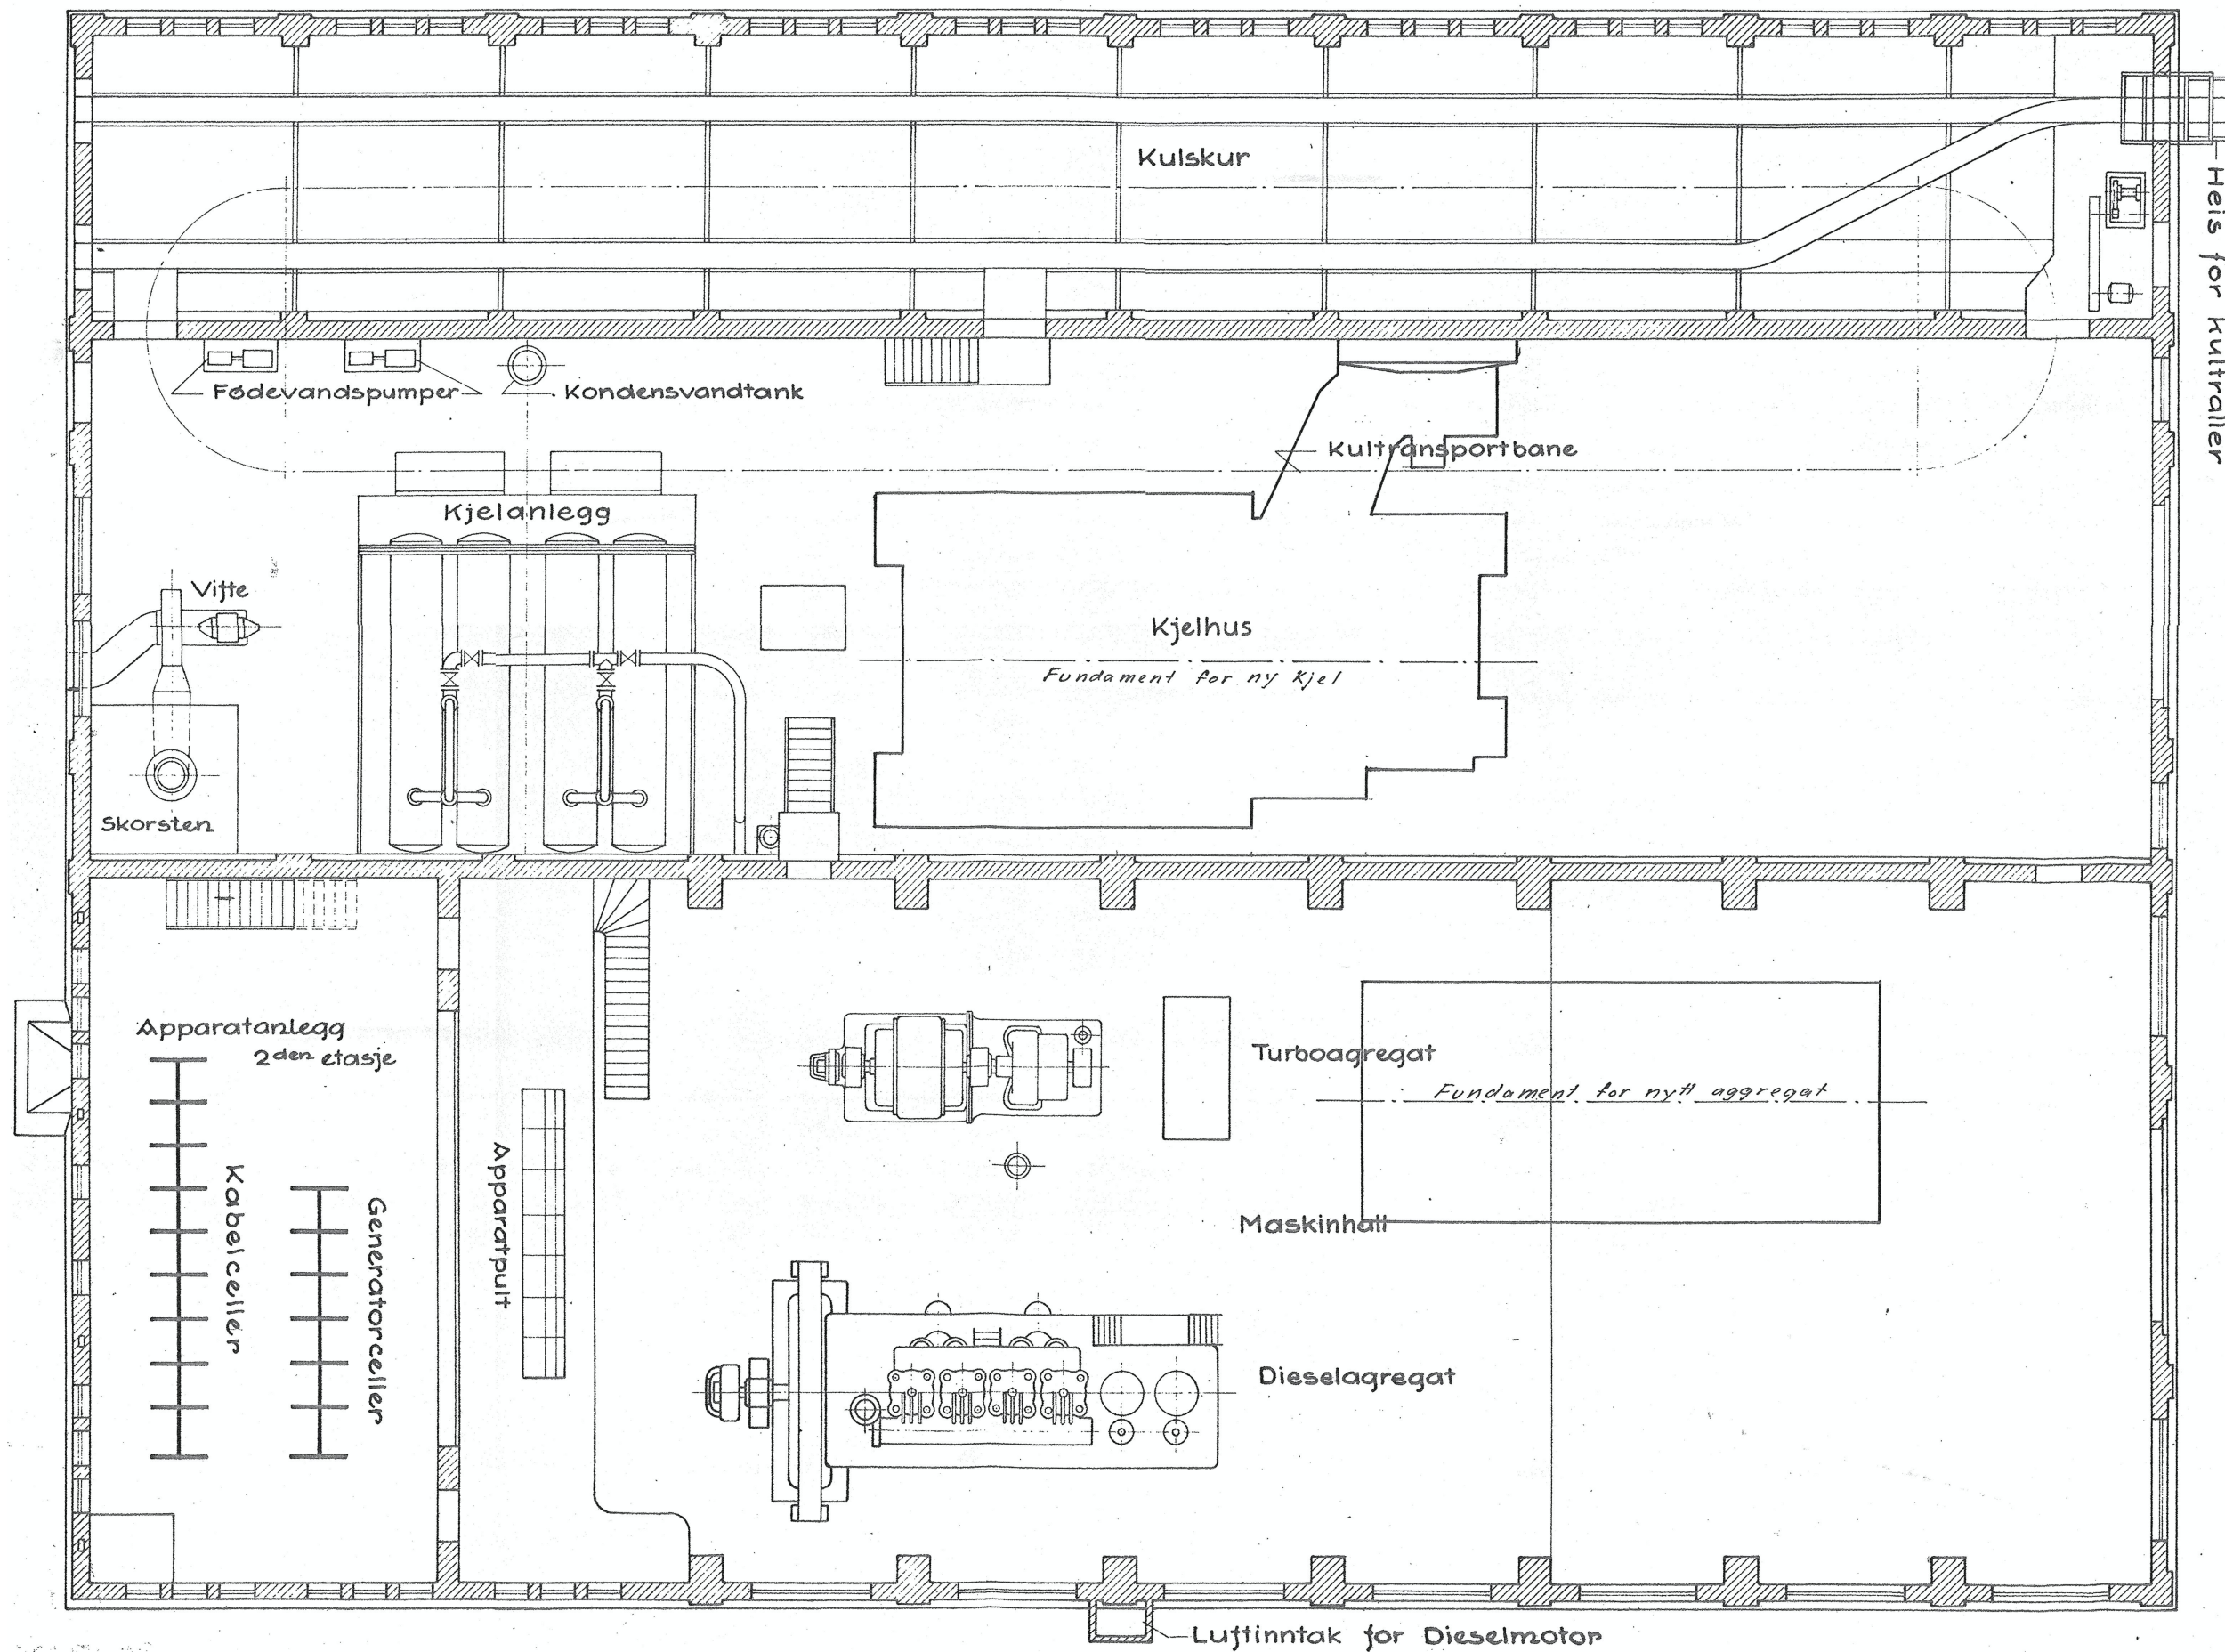 Kulskur
Heis for Kultraller
Fødevandspumper
Kondensvandtank
Kultransportbane
Kjelanlegg
Vifte
Kjelhus
Fundament for ny Kjel
Skorsten
Apparatanlegg
2den etasje
Turboagregat
Fundament for nytt aggregat
Kabelceller
Generatorceller
Apparatpult
Maskinhall
Dieselagregat
Luftinntak for Dieselmotor